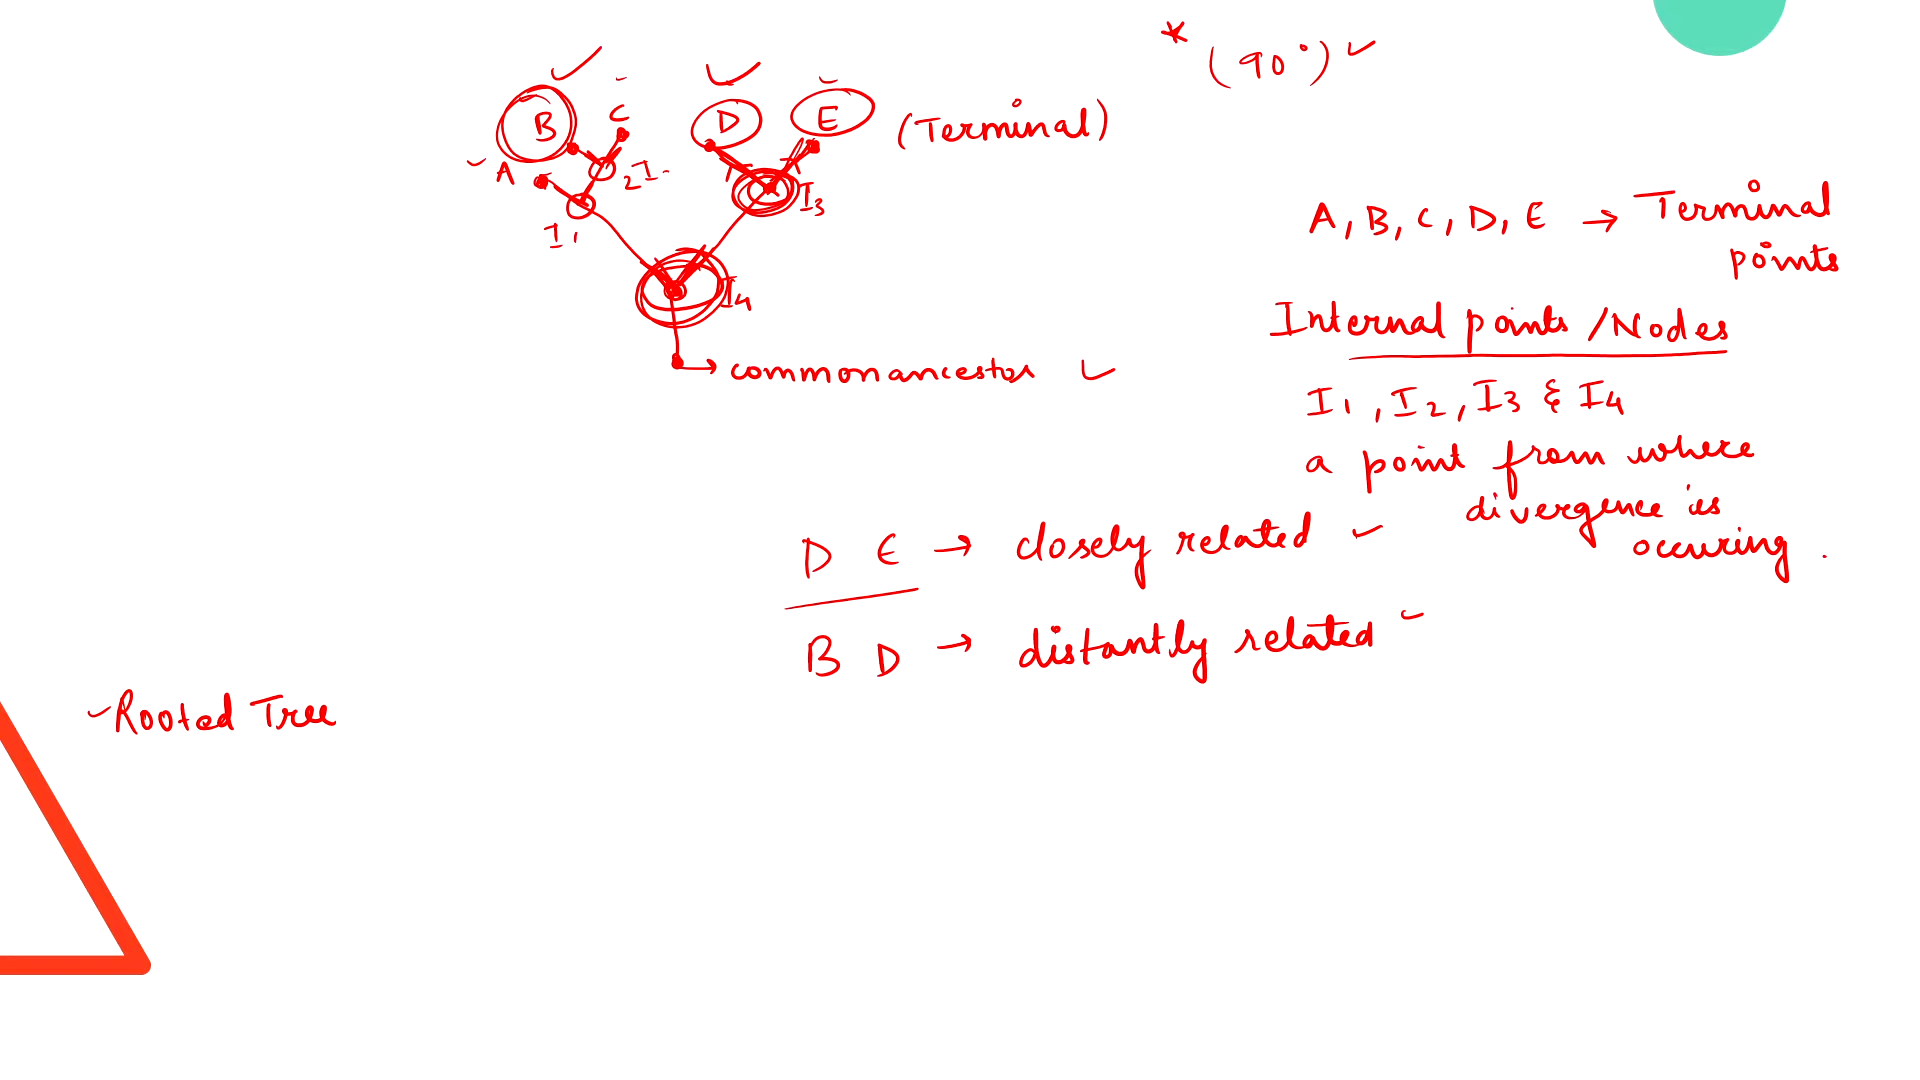 * (90°)
B C D E (Terminal)
A I2 I3
I1
I4
common ancestor
A, B, C, D, E → Terminal
points
Internal points / Nodes
I1, I2, I3 & I4
a point from where
divergence is
occuring.
D E → closely related
B D → distantly related
Rooted Tree